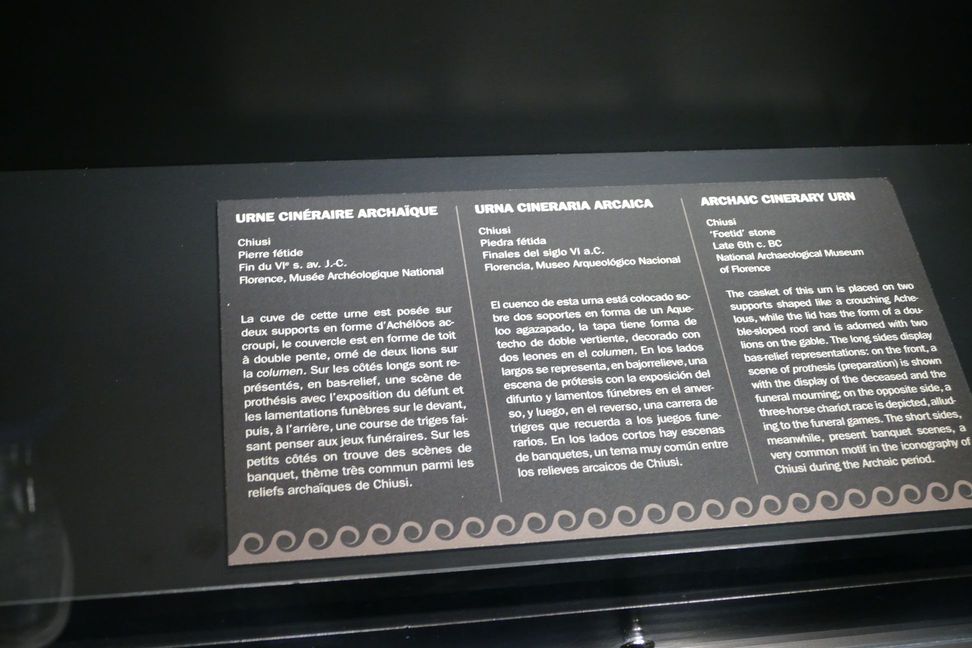 URNE CINÉRAIRE ARCHAÏQUE
Chiusi
Pierre fétide
Fin du VIe s. av. J.-C.
Florence, Musée Archéologique National
La cuve de cette urne est posée sur
deux supports en forme d'Achélôos ac-
croupi, le couvercle est en forme de toit
à double pente, orné de deux lions sur
la columen. Sur les côtés longs sont re-
présentés, en bas-relief, une scène de
prothésis avec l'exposition du défunt et
les lamentations funèbres sur le devant,
puis, à l'arrière, une course de triges fai-
sant penser aux jeux funéraires. Sur les
petits côtés on trouve des scènes de
banquet, thème très commun parmi les
reliefs archaïques de Chiusi.
URNA CINERARIA ARCAICA
Chiusi
Piedra fétida
Finales del siglo VI a.C.
Florencia, Museo Arqueológico Nacional
El cuenco de esta urna está colocado so-
bre dos soportes en forma de un Aque-
loo agazapado, la tapa tiene forma de
techo de doble vertiente, decorado con
dos leones en el columen. En los lados
largos se representa, en bajorrelieve, una
escena de prótesis con la exposición del
difunto y lamentos fúnebres en el anver-
so, y luego, en el reverso, una carrera de
trigres que recuerda a los juegos fune-
rarios. En los lados cortos hay escenas
de banquetes, un tema muy común entre
los relieves arcaicos de Chiusi.
ARCHAIC CINERARY URN
Chiusi
'Foetid' stone
Late 6th c. BC
National Archaeological Museum
of Florence
The casket of this urn is placed on two
supports shaped like a crouching Ache-
lous, while the lid has the form of a dou-
ble-sloped roof and is adorned with two
lions on the gable. The long sides display
bas-relief representations: on the front, a
scene of prothesis (preparation) is shown
with the display of the deceased and the
funeral mourning; on the opposite side, a
three-horse chariot race is depicted, allud-
ing to the funeral games. The short sides,
meanwhile, present banquet scenes, a
very common motif in the iconography of
Chiusi during the Archaic period.